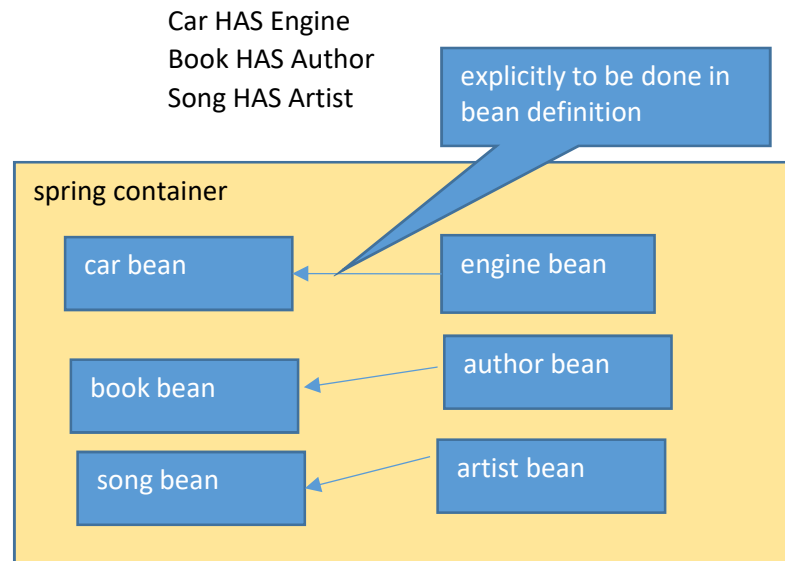 Car HAS Engine
Book HAS Author
Song HAS Artist
explicitly to be done in
bean definition
spring container
car bean
engine bean
book bean
author bean
song bean
artist bean